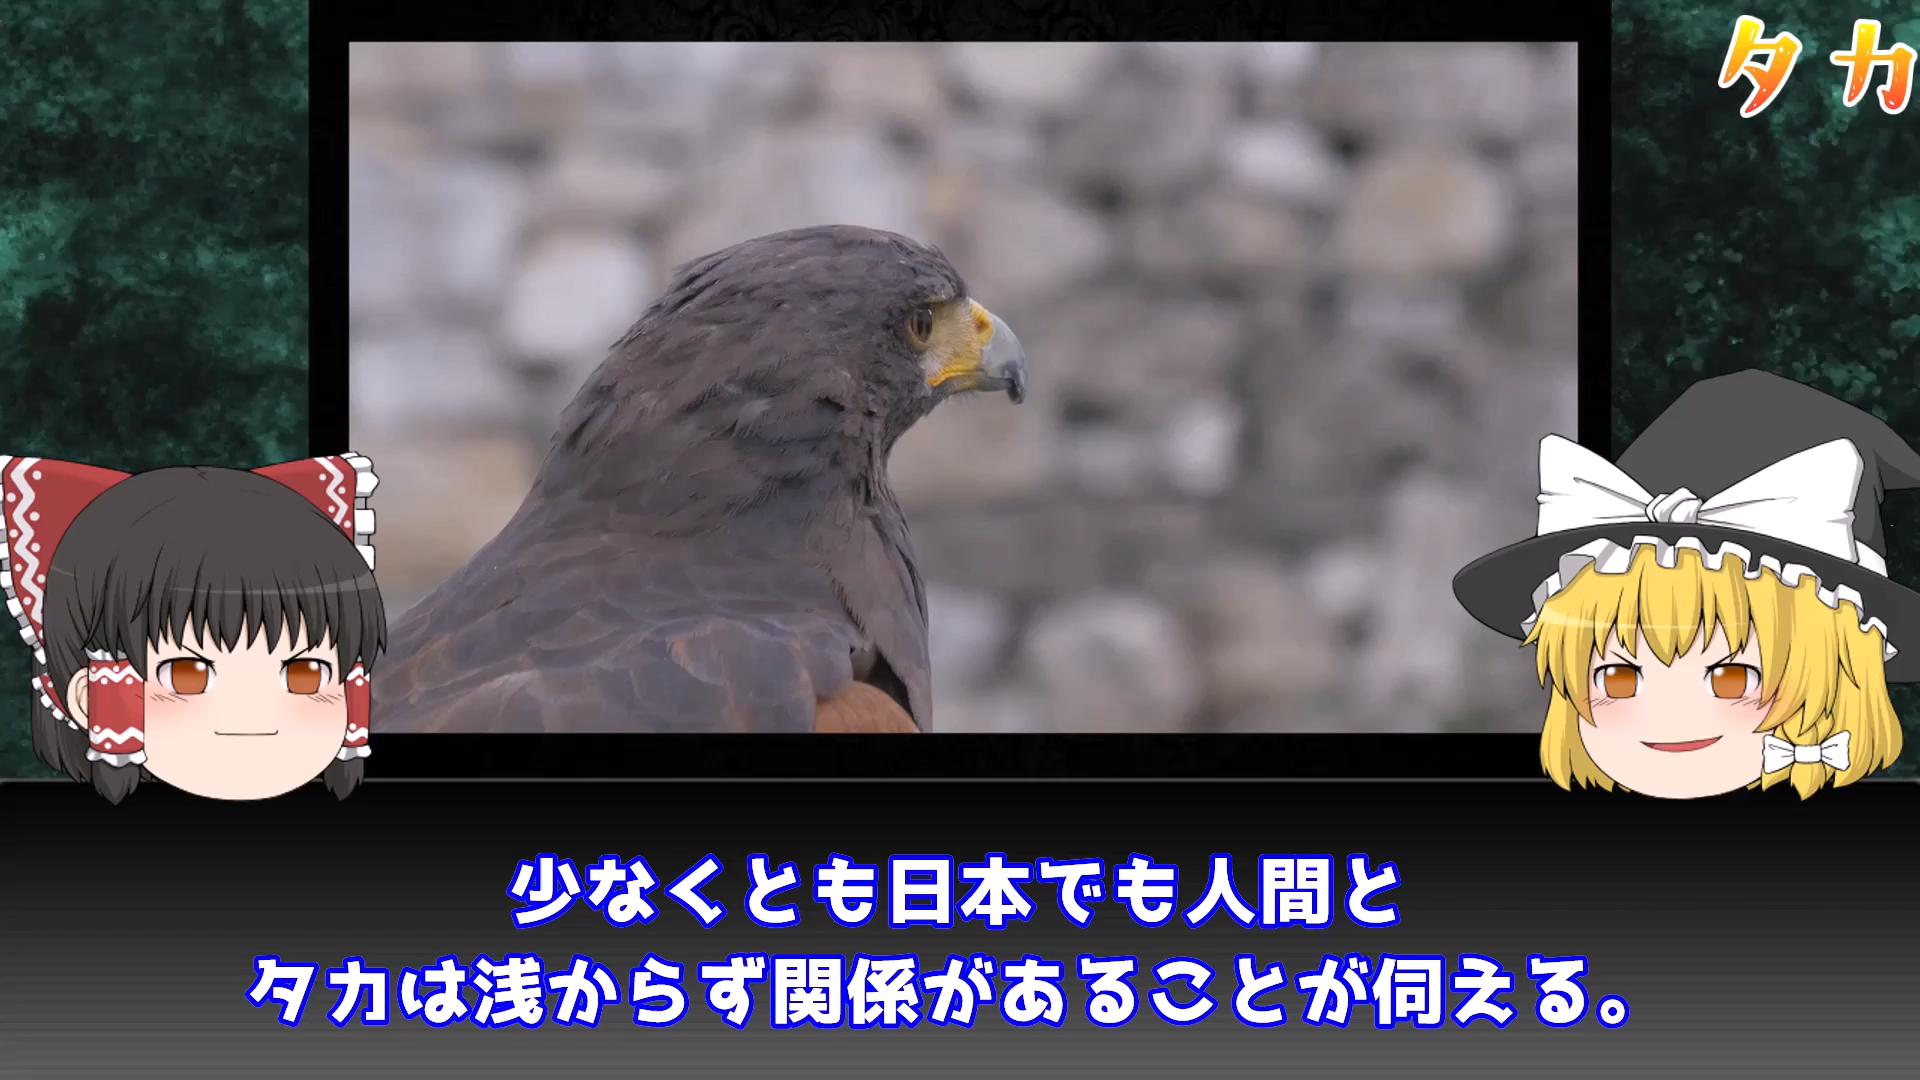 タカ
少なくとも日本でも人間と
タカは浅からず関係があることが伺える。